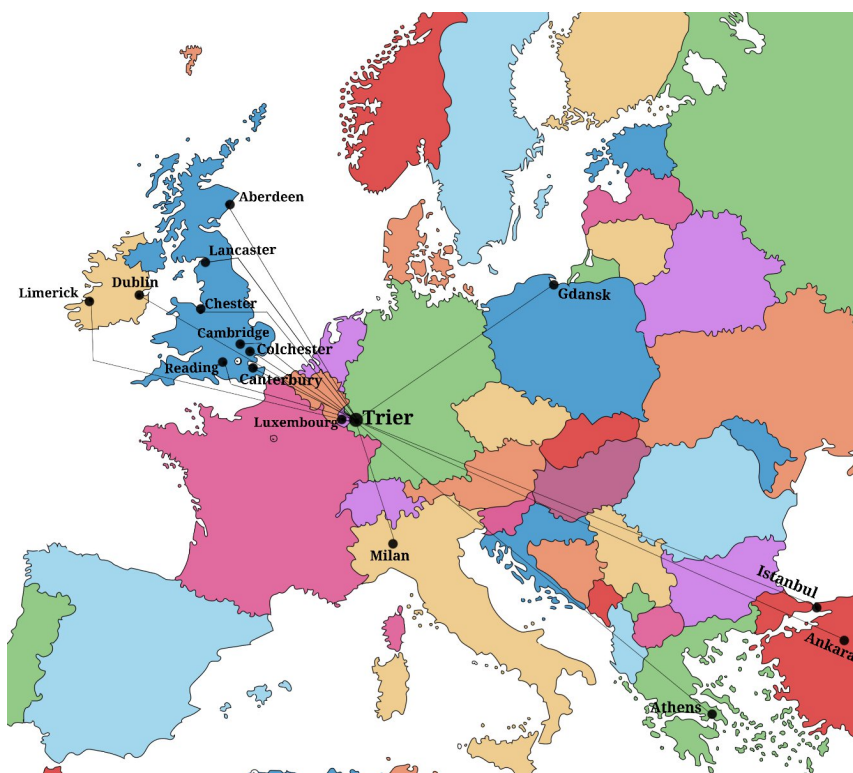 Aberdeen
Lancaster
Dublin
Limerick
Chester
Gdansk
Cambridge
Colchester
Reading
Canterbury
Luxembourg
Trier
Milan
Istanbul
Ankara
Athens